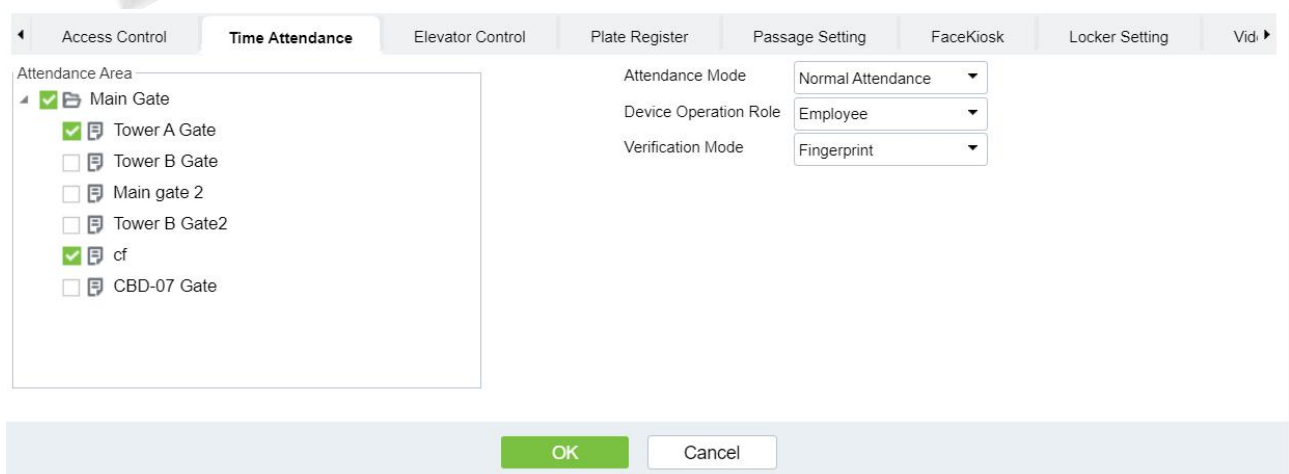 Access Control Time Attendance Elevator Control Plate Register Passage Setting FaceKiosk Locker Setting
Attendance Area
Main Gate
Tower A Gate
Tower B Gate
Main gate 2
Tower B Gate2
cf
CBD-07 Gate
Attendance Mode Normal Attendance
Device Operation Role Employee
Verification Mode Fingerprint
OK Cancel